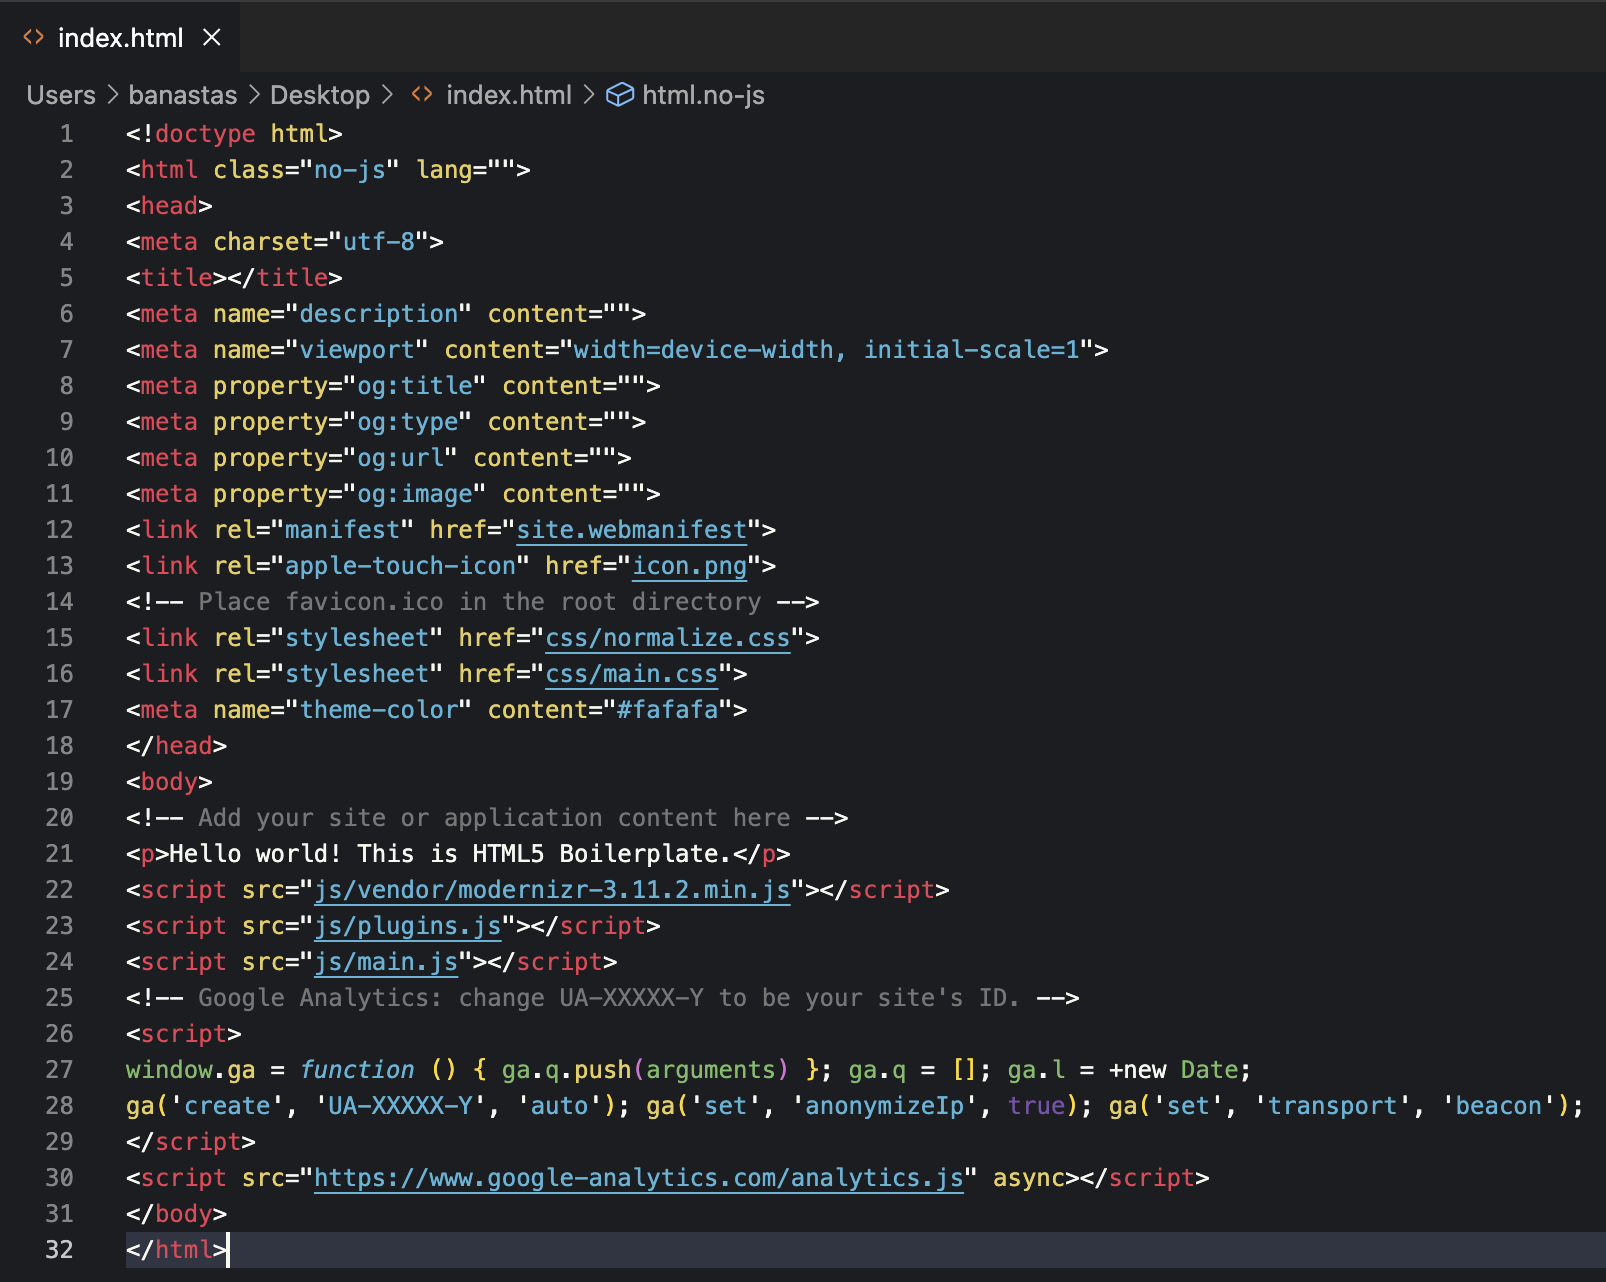 index.html
Users > banastas > Desktop > index.html > html.no-js
1 <!doctype html>
2 <html class="no-js" lang="">
3 <head>
4 <meta charset="utf-8">
5 <title></title>
6 <meta name="description" content="">
7 <meta name="viewport" content="width=device-width, initial-scale=1">
8 <meta property="og:title" content="">
9 <meta property="og:type" content="">
10 <meta property="og:url" content="">
11 <meta property="og:image" content="">
12 <link rel="manifest" href="site.webmanifest">
13 <link rel="apple-touch-icon" href="icon.png">
14 <!-- Place favicon.ico in the root directory -->
15 <link rel="stylesheet" href="css/normalize.css">
16 <link rel="stylesheet" href="css/main.css">
17 <meta name="theme-color" content="#fafafa">
18 </head>
19 <body>
20 <!-- Add your site or application content here -->
21 <p>Hello world! This is HTML5 Boilerplate.</p>
22 <script src="js/vendor/modernizr-3.11.2.min.js"></script>
23 <script src="js/plugins.js"></script>
24 <script src="js/main.js"></script>
25 <!-- Google Analytics: change UA-XXXXX-Y to be your site's ID. -->
26 <script>
27 window.ga = function () { ga.q.push(arguments) }; ga.q = []; ga.l = +new Date;
28 ga('create', 'UA-XXXXX-Y', 'auto'); ga('set', 'anonymizeIp', true); ga('set', 'transport', 'beacon');
29 </script>
30 <script src="https://www.google-analytics.com/analytics.js" async></script>
31 </body>
32 </html>